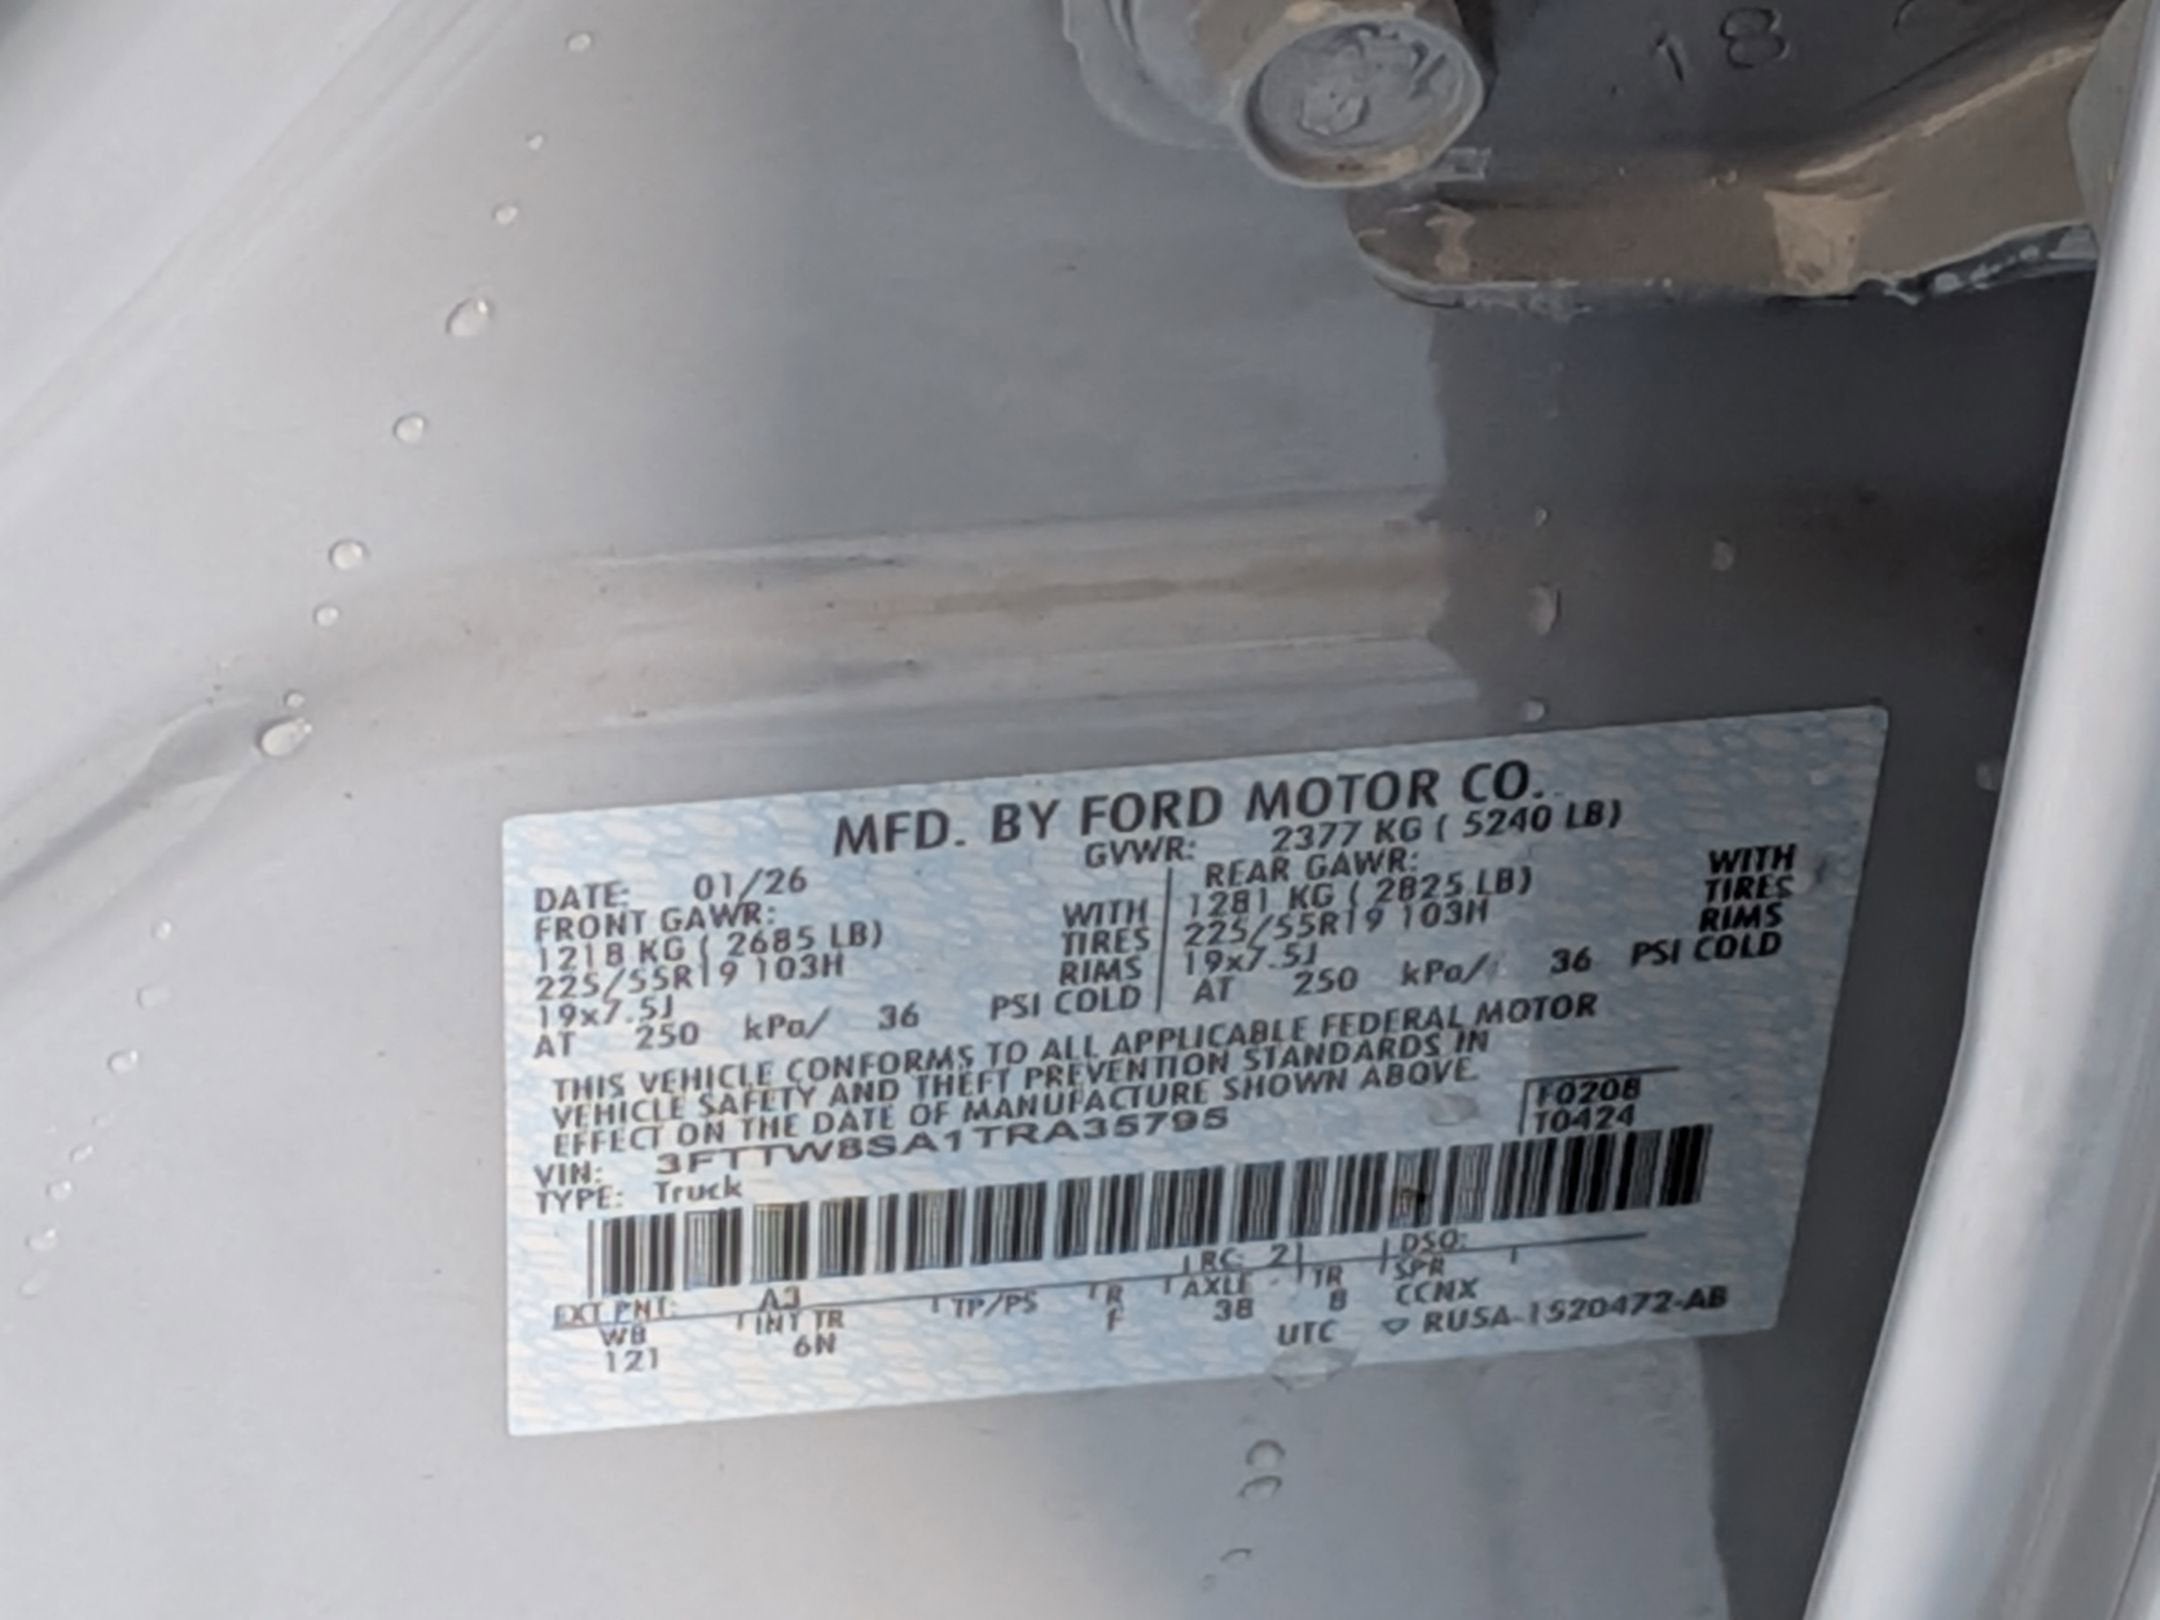 18
MFD. BY FORD MOTOR CO.
GVWR: 2377 KG ( 5240 LB)
DATE: 01/26
FRONT GAWR:
1218 KG ( 2685 LB) WITH
225/55R19 103H TIRES
19x7.5J RIMS
AT 250 kPa/ 36 PSI COLD
REAR GAWR:
1281 KG ( 2825 LB) WITH
225/55R19 103H TIRES
19x7.5J RIMS
AT 250 kPa/ 36 PSI COLD
THIS VEHICLE CONFORMS TO ALL APPLICABLE FEDERAL MOTOR
VEHICLE SAFETY AND THEFT PREVENTION STANDARDS IN
EFFECT ON THE DATE OF MANUFACTURE SHOWN ABOVE.
VIN: 3FTTW8SA1TRA35795
F0208
T0424
TYPE: Truck
EXT PNT: A3 RC: 21 DSO:
W8 INT TR TP/PS R AXLE TR SPR
121 6N F 38 B CCNX
UTC RUSA-1520472-AB